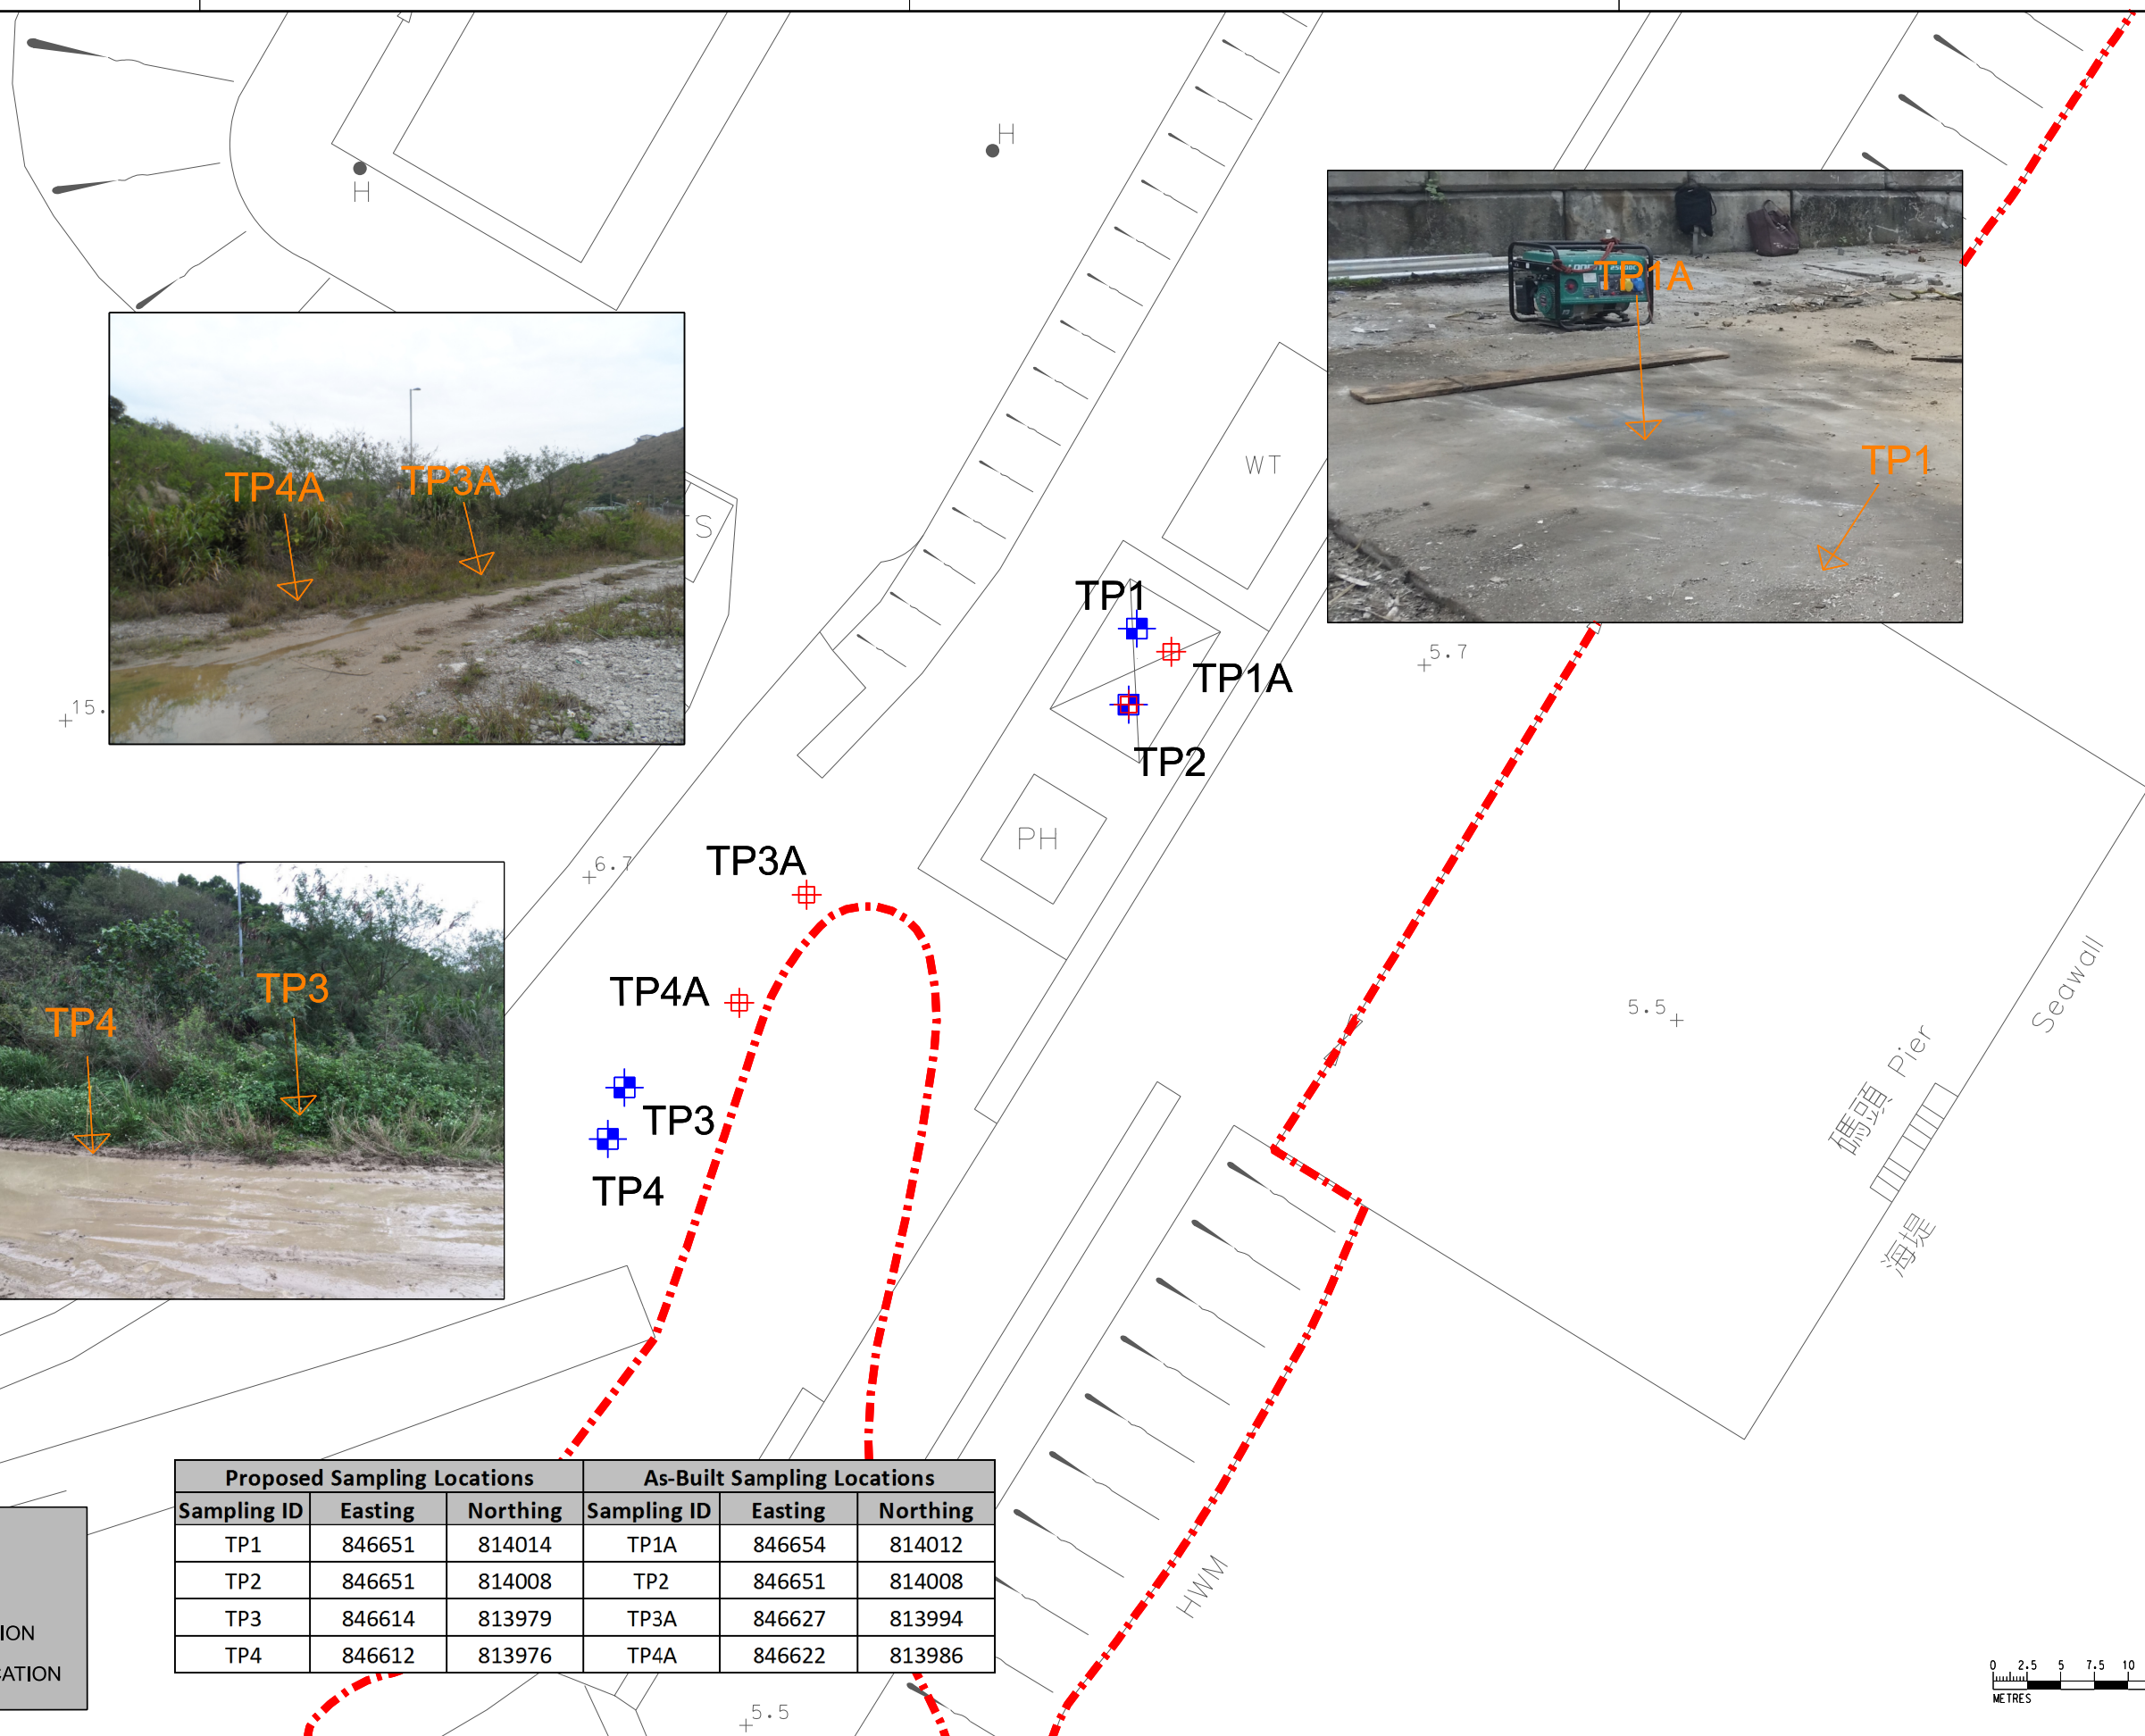 H
H
TP1A
TP1
TP4A
TP3A
S
WT
TP1
TP1A
TP2
5.7
15.
PH
6.7
TP3A
TP4A
TP3
TP4
TP3
TP4
5.5
Seawall
碼頭 Pier
海堤
HWM
Proposed Sampling Locations As-Built Sampling Locations
Sampling ID Easting Northing Sampling ID Easting Northing
TP1 846651 814014 TP1A 846654 814012
TP2 846651 814008 TP2 846651 814008
TP3 846614 813979 TP3A 846627 813994
TP4 846612 813976 TP4A 846622 813986
ION
CATION
5.5
0 2.5 5 7.5 10
METRES